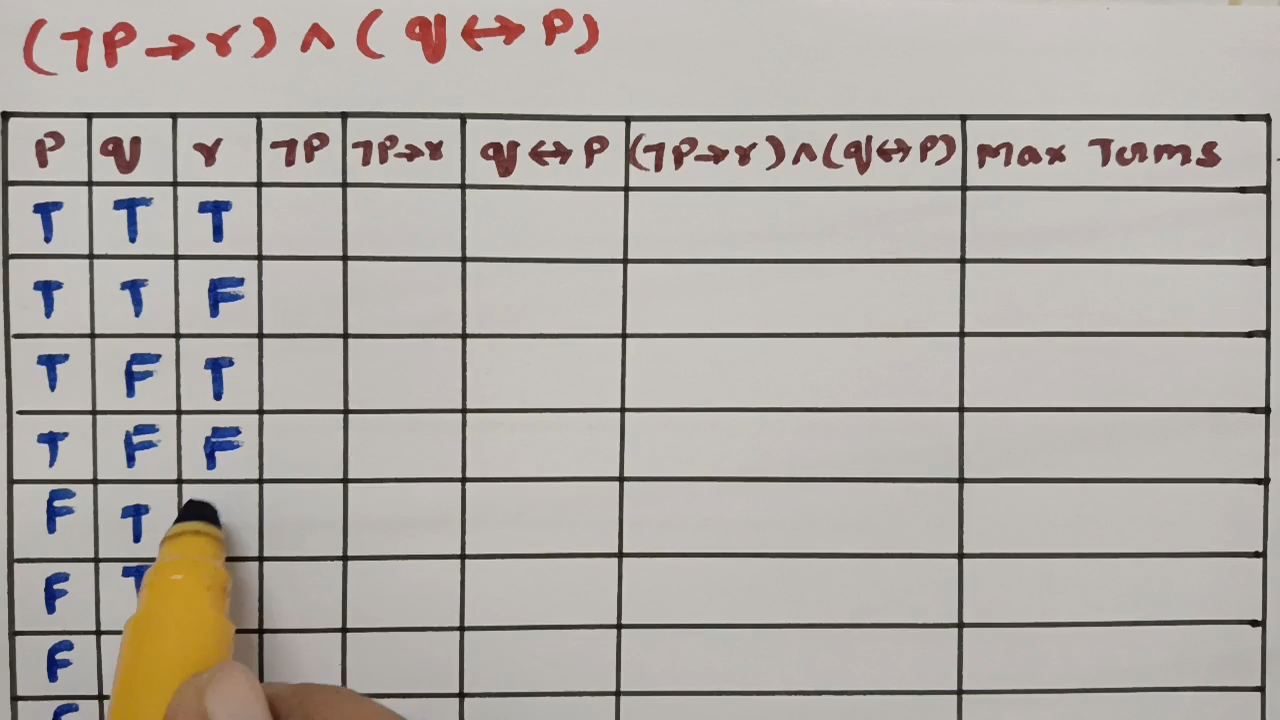 (¬P→r)∧(q↔P)
P q r ¬P ¬P→r q↔P (¬P→r)∧(q↔P) Max Terms
T T T
T T F
T F T
T F F
F T
F T
F
F